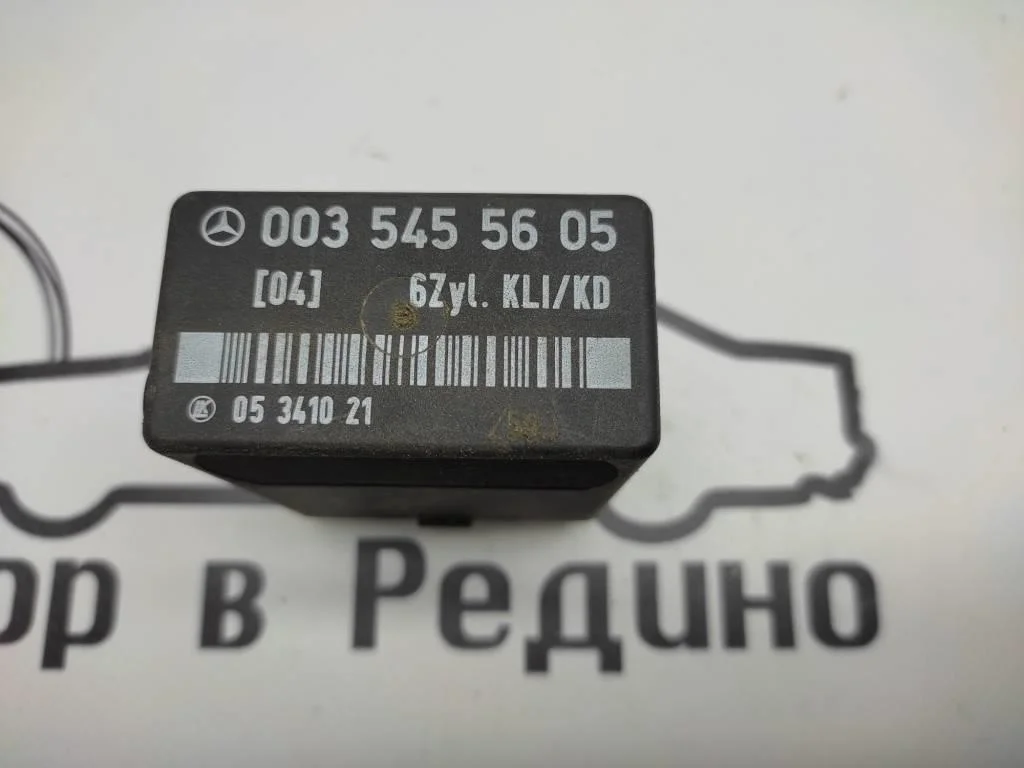 003 545 56 05
[04] 6Zyl. KLI/KD
05 3410 21
ор в Редино